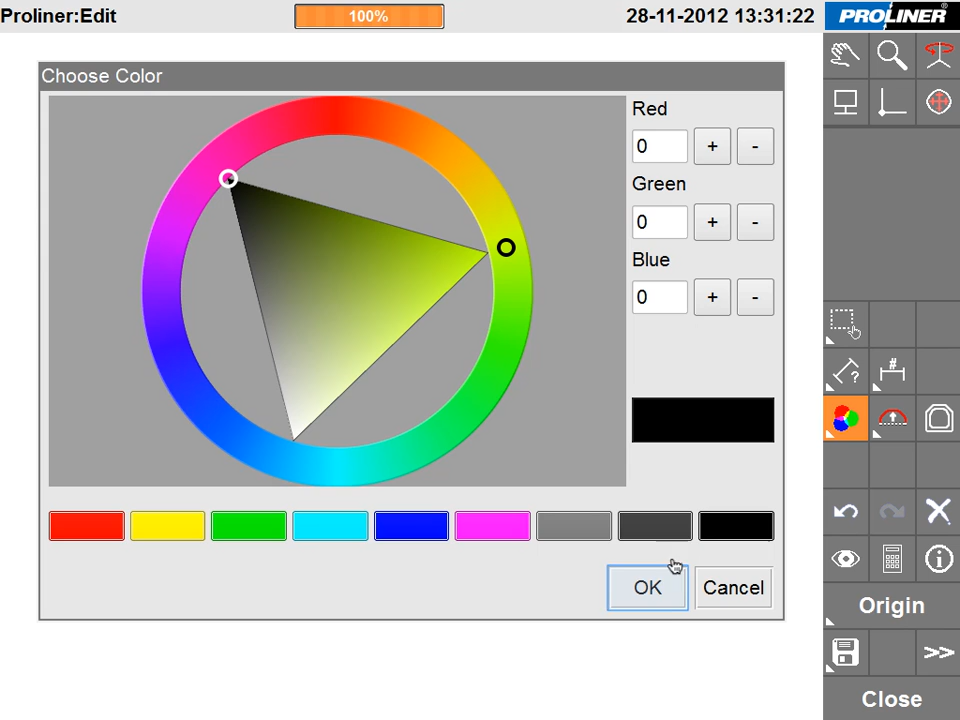 Proliner:Edit
100%
28-11-2012 13:31:22
PROLINER®
Choose Color
Red
0
+
-
Green
0
+
-
Blue
0
+
-
#
?
OK
Cancel
Origin
>>
Close